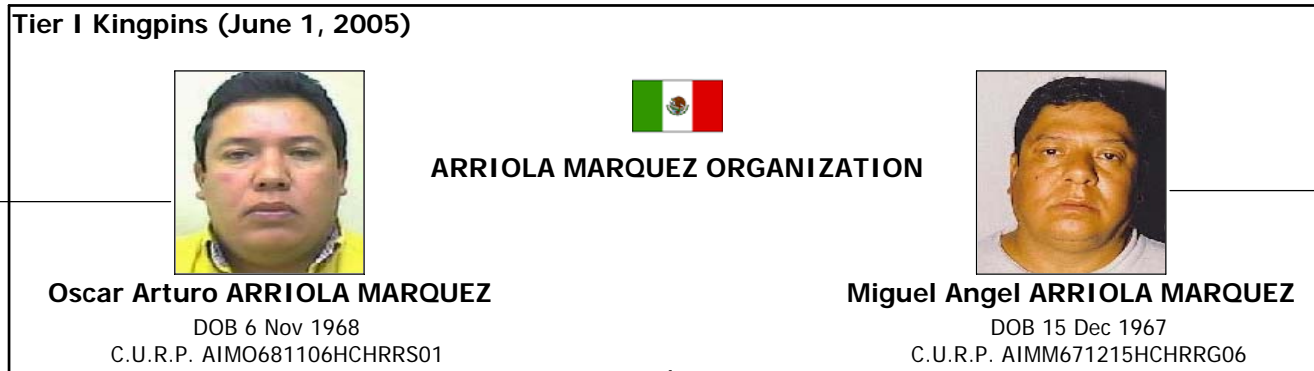 Tier I Kingpins (June 1, 2005)
ARRIOLA MARQUEZ ORGANIZATION
Oscar Arturo ARRIOLA MARQUEZ
DOB 6 Nov 1968
C.U.R.P. AIMO681106HCHRRS01
Miguel Angel ARRIOLA MARQUEZ
DOB 15 Dec 1967
C.U.R.P. AIMM671215HCHRRG06